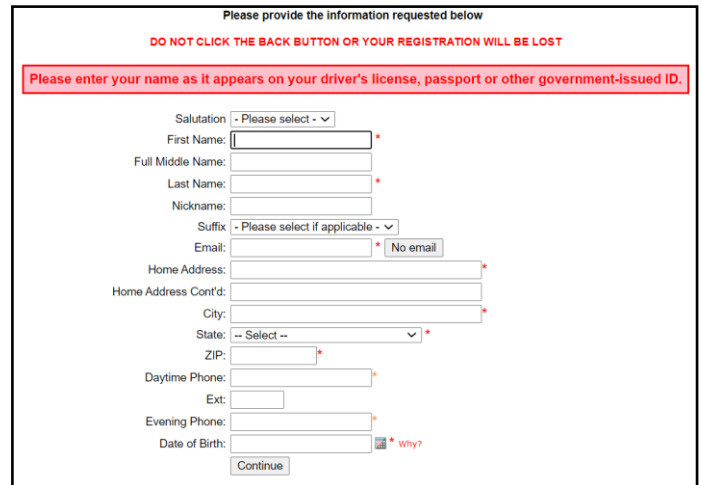 Please provide the information requested below
DO NOT CLICK THE BACK BUTTON OR YOUR REGISTRATION WILL BE LOST
Please enter your name as it appears on your driver's license, passport or other government-issued ID.
Salutation - Please select -
First Name: *
Full Middle Name:
Last Name: *
Nickname:
Suffix - Please select if applicable -
Email: * No email
Home Address: *
Home Address Cont'd:
City: *
State: -- Select -- *
ZIP: *
Daytime Phone: *
Ext:
Evening Phone: *
Date of Birth: * Why?
Continue